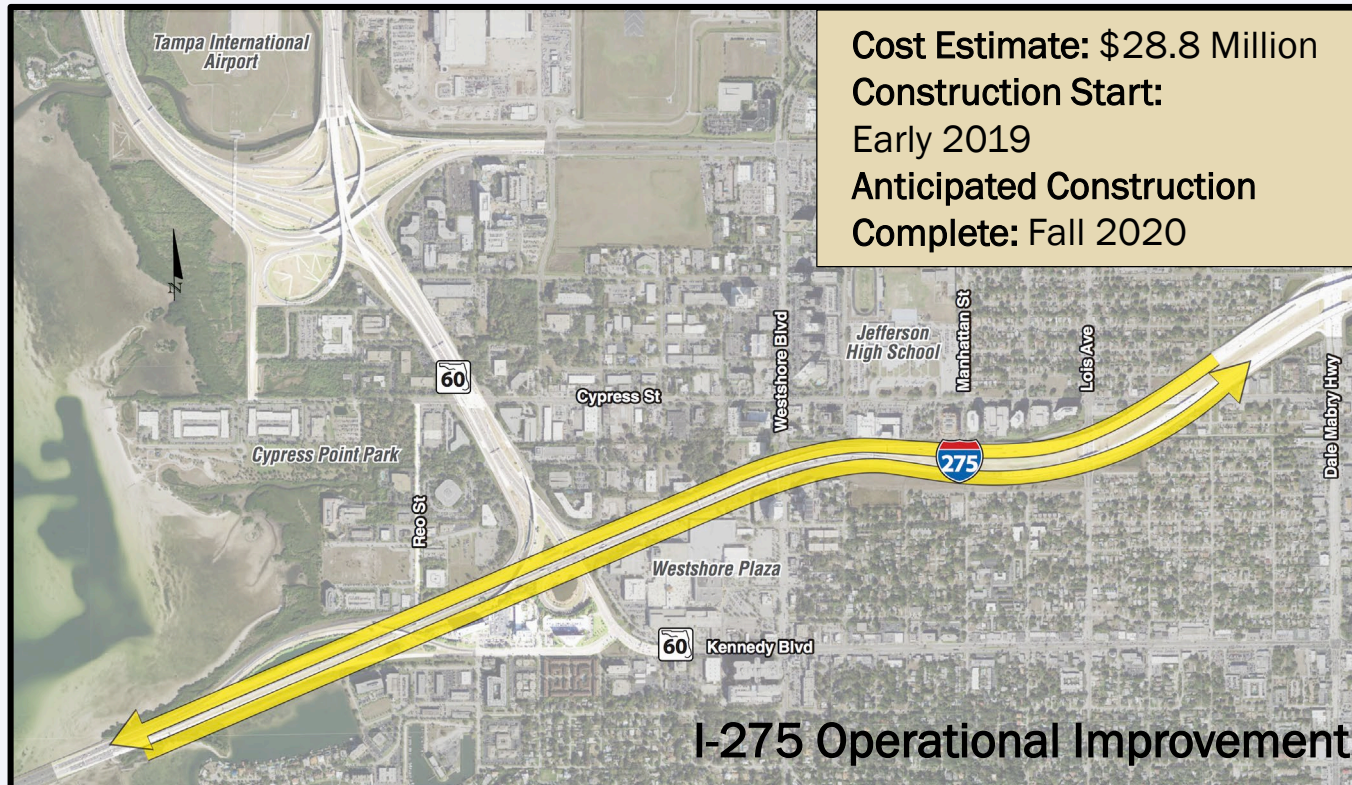 Tampa International
Airport
Cost Estimate: $28.8 Million
Construction Start:
Early 2019
Anticipated Construction
Complete: Fall 2020
N
60
Cypress St
Westshore Blvd
Jefferson
High School
Manhattan St
Lois Ave
Dale Mabry Hwy
Cypress Point Park
Reo St
275
Westshore Plaza
60
Kennedy Blvd
I-275 Operational Improvement